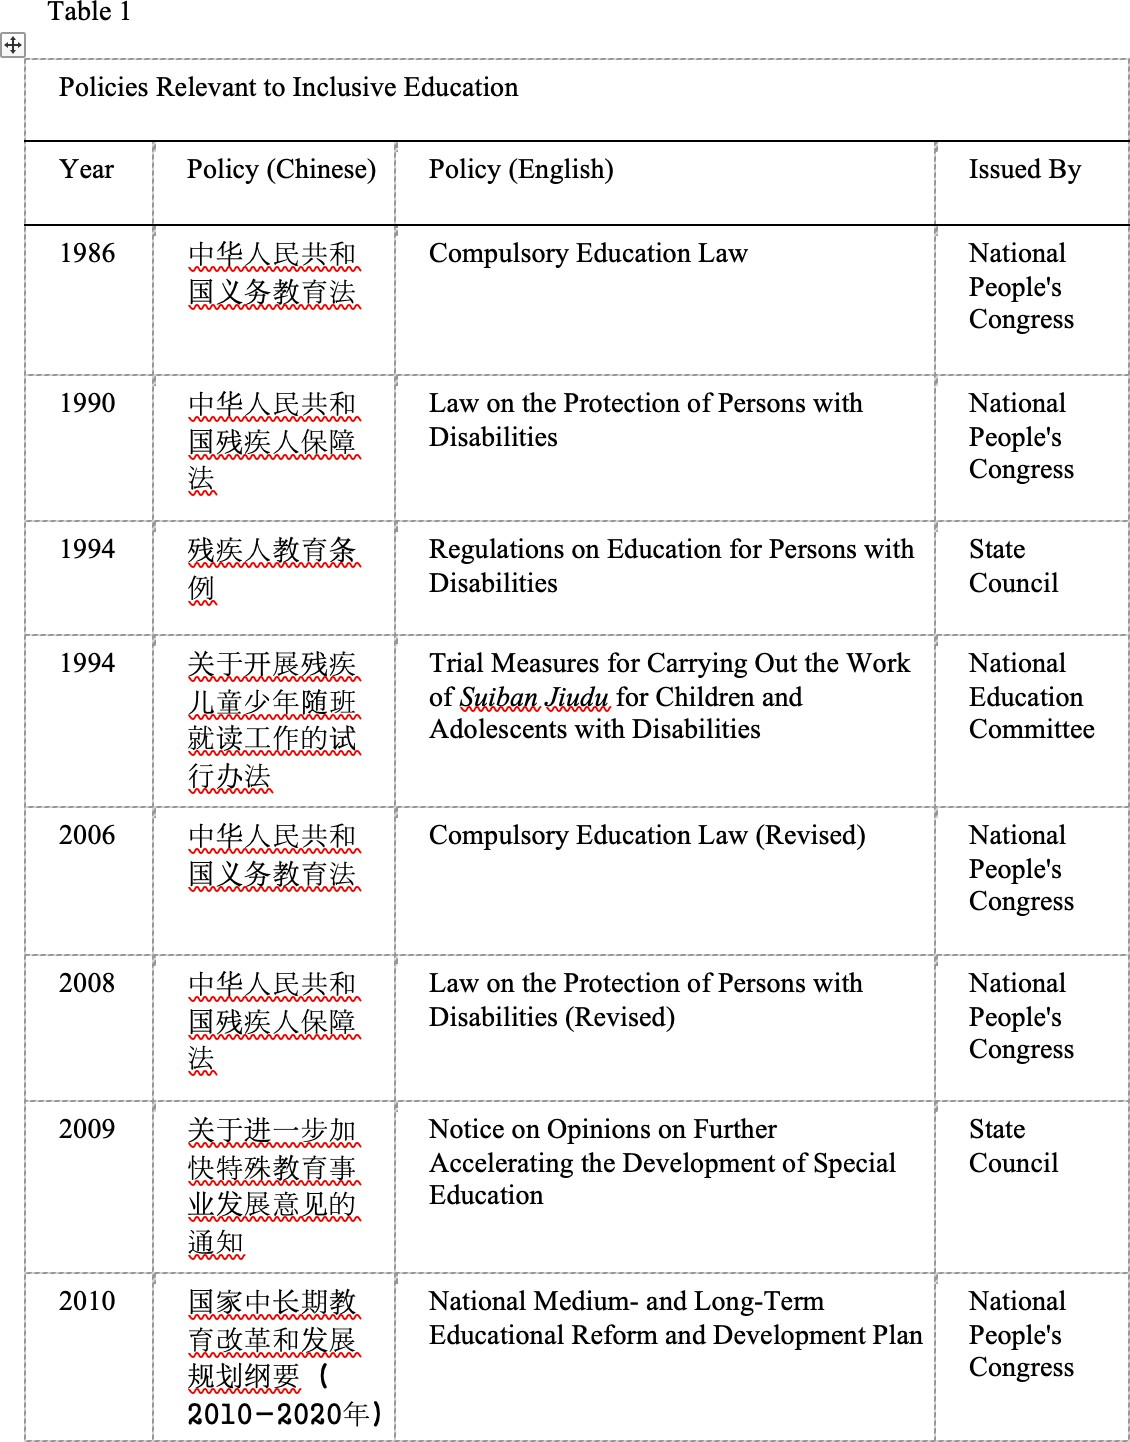 Table 1
Policies Relevant to Inclusive Education
Year
Policy (Chinese)
Policy (English)
Issued By
1986
中华人民共和
国义务教育法
Compulsory Education Law
National
People's
Congress
1990
中华人民共和
国残疾人保障
法
Law on the Protection of Persons with
Disabilities
National
People's
Congress
1994
残疾人教育条
例
Regulations on Education for Persons with
Disabilities
State
Council
1994
关于开展残疾
儿童少年随班
就读工作的试
行办法
Trial Measures for Carrying Out the Work
of Suiban Jiudu for Children and
Adolescents with Disabilities
National
Education
Committee
2006
中华人民共和
国义务教育法
Compulsory Education Law (Revised)
National
People's
Congress
2008
中华人民共和
国残疾人保障
法
Law on the Protection of Persons with
Disabilities (Revised)
National
People's
Congress
2009
关于进一步加
快特殊教育事
业发展意见的
通知
Notice on Opinions on Further
Accelerating the Development of Special
Education
State
Council
2010
国家中长期教
育改革和发展
规划纲要（
2010-2020年)
National Medium- and Long-Term
Educational Reform and Development Plan
National
People's
Congress